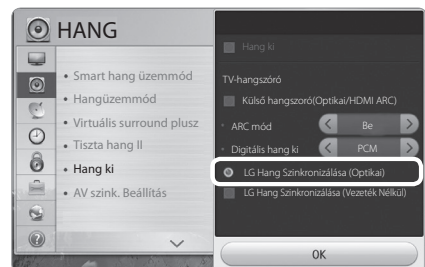 HANG
Smart hang üzemmód
Hangüzemmód
Virtuális surround plusz
Tiszta hang II
Hang ki
AV szink. Beállítás
Hang ki
TV-hangszóró
Külső hangszoró(Optikai/HDMI ARC)
ARC mód
Be
Digitális hang ki
PCM
LG Hang Szinkronizálása (Optikai)
LG Hang Szinkronizálása (Vezeték Nélkül)
OK